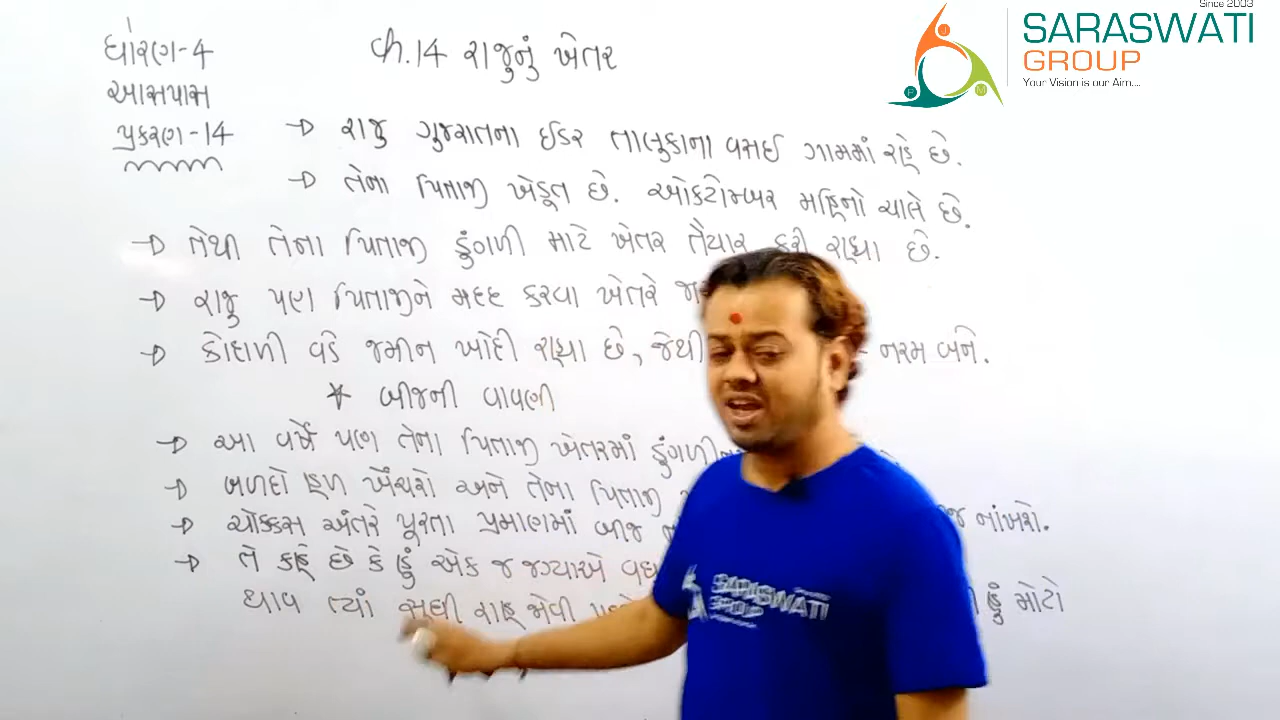 Since 2003
SARASWATI
GROUP
Your Vision is our Aim....
P M
ધોરણ-4
આસપાસ
પ્રકરણ-14
ch.14 રાજુનું ખેતર
→ રાજુ ગુજરાતના ઈડર તાલુકાના વસઈ ગામમાં રહે છે.
→ તેના પિતાજી ખેડૂત છે. ઓક્ટોમ્બર મહિનો ચાલે છે.
→ તેથી તેના પિતાજી ડુંગળી માટે ખેતર તૈયાર કરી રહ્યા છે.
→ રાજુ પણ પિતાજીને મદદ કરવા ખેતરે
→ કોદાળી વડે જમીન ખોદી રહ્યા છે, જેથી નરમ બને.
* બીજની વાવણી
→ આ વર્ષે પણ તેના પિતાજી ખેતરમાં
→ બળદો હળ ખેંચશે અને તેના પિતાજી
→ ચોક્કસ અંતરે પૂરતા પ્રમાણમાં બીજ નાંખશે.
→ તે કહે છે કે હું એક જ જગ્યાએ
થાવ ત્યાં સુધી રાહ જોવી હું મોટો
SARASWATI
GROUP